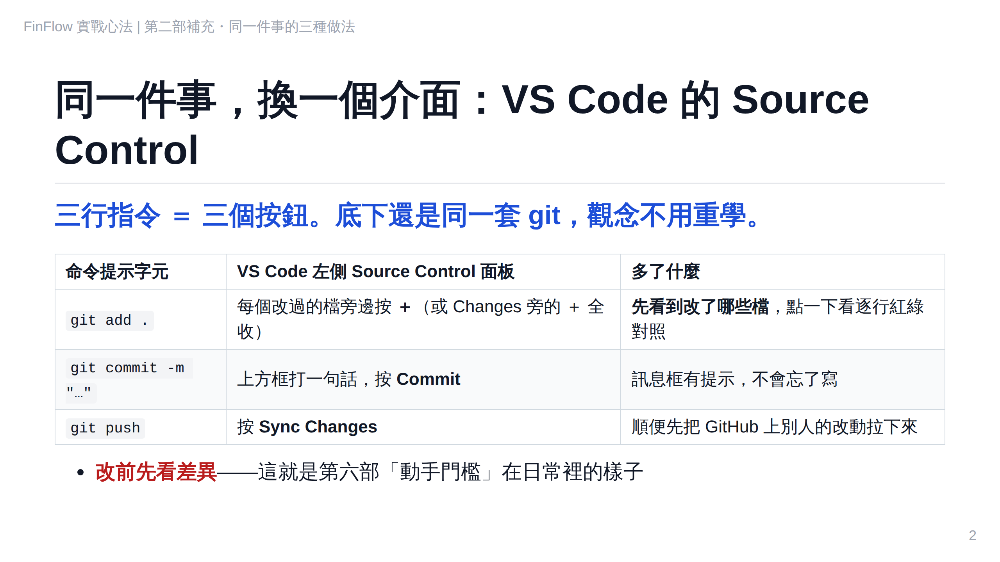 FinFlow 實戰心法 | 第二部補充・同一件事的三種做法
同一件事，換一個介面：VS Code 的 Source
Control
三行指令 ＝ 三個按鈕。底下還是同一套 git，觀念不用重學。
命令提示字元
VS Code 左側 Source Control 面板
多了什麼
git add .
每個改過的檔旁邊按 ＋（或 Changes 旁的 ＋ 全
收）
先看到改了哪些檔，點一下看逐行紅綠
對照
git commit -m
"…"
上方框打一句話，按 Commit
訊息框有提示，不會忘了寫
git push
按 Sync Changes
順便先把 GitHub 上別人的改動拉下來
• 改前先看差異——這就是第六部「動手門檻」在日常裡的樣子
2